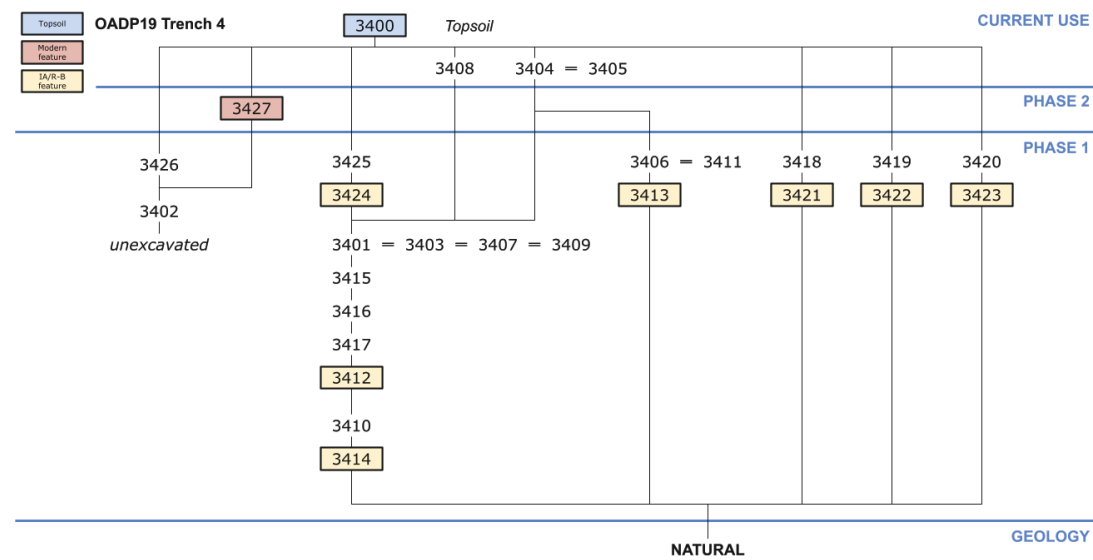 Topsoil
OADP19 Trench 4
3400
Topsoil
CURRENT USE
Modern
feature
IA/R-B
feature
3408
3404 = 3405
3427
PHASE 2
PHASE 1
3426
3425
3406 = 3411
3418
3419
3420
3424
3413
3421
3422
3423
3402
unexcavated
3401 = 3403 = 3407 = 3409
3415
3416
3417
3412
3410
3414
GEOLOGY
NATURAL